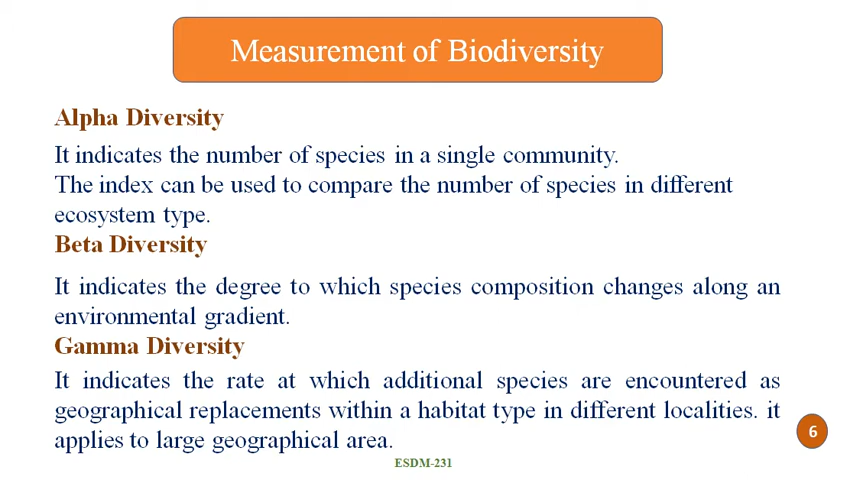 Measurement of Biodiversity
Alpha Diversity
It indicates the number of species in a single community.
The index can be used to compare the number of species in different
ecosystem type.
Beta Diversity
It indicates the degree to which species composition changes along an
environmental gradient.
Gamma Diversity
It indicates the rate at which additional species are encountered as
geographical replacements within a habitat type in different localities. it
applies to large geographical area.
6
ESDM-231